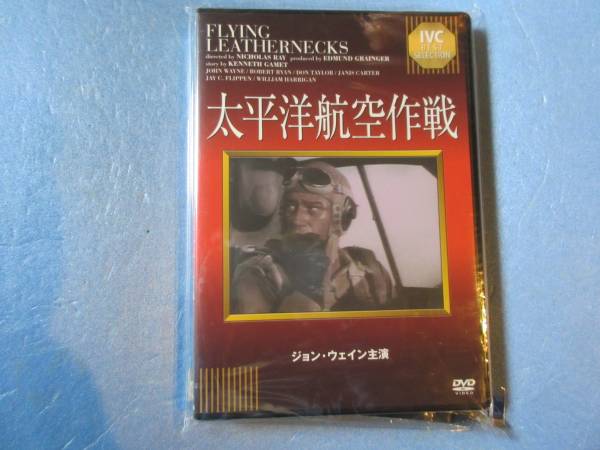 FLYING
LEATHERNECKS
directed by NICHOLAS RAY produced by EDMUND GRAINGER
story by KENNETH GAMET
JOHN WAYNE / ROBERT RYAN / DON TAYLOR / JANIS CARTER
JAY C. FLIPPEN / WILLIAM HARRIGAN
IVC
BEST
SELECTION
太平洋航空作戦
ジョン・ウェイン主演
DVD
VIDEO